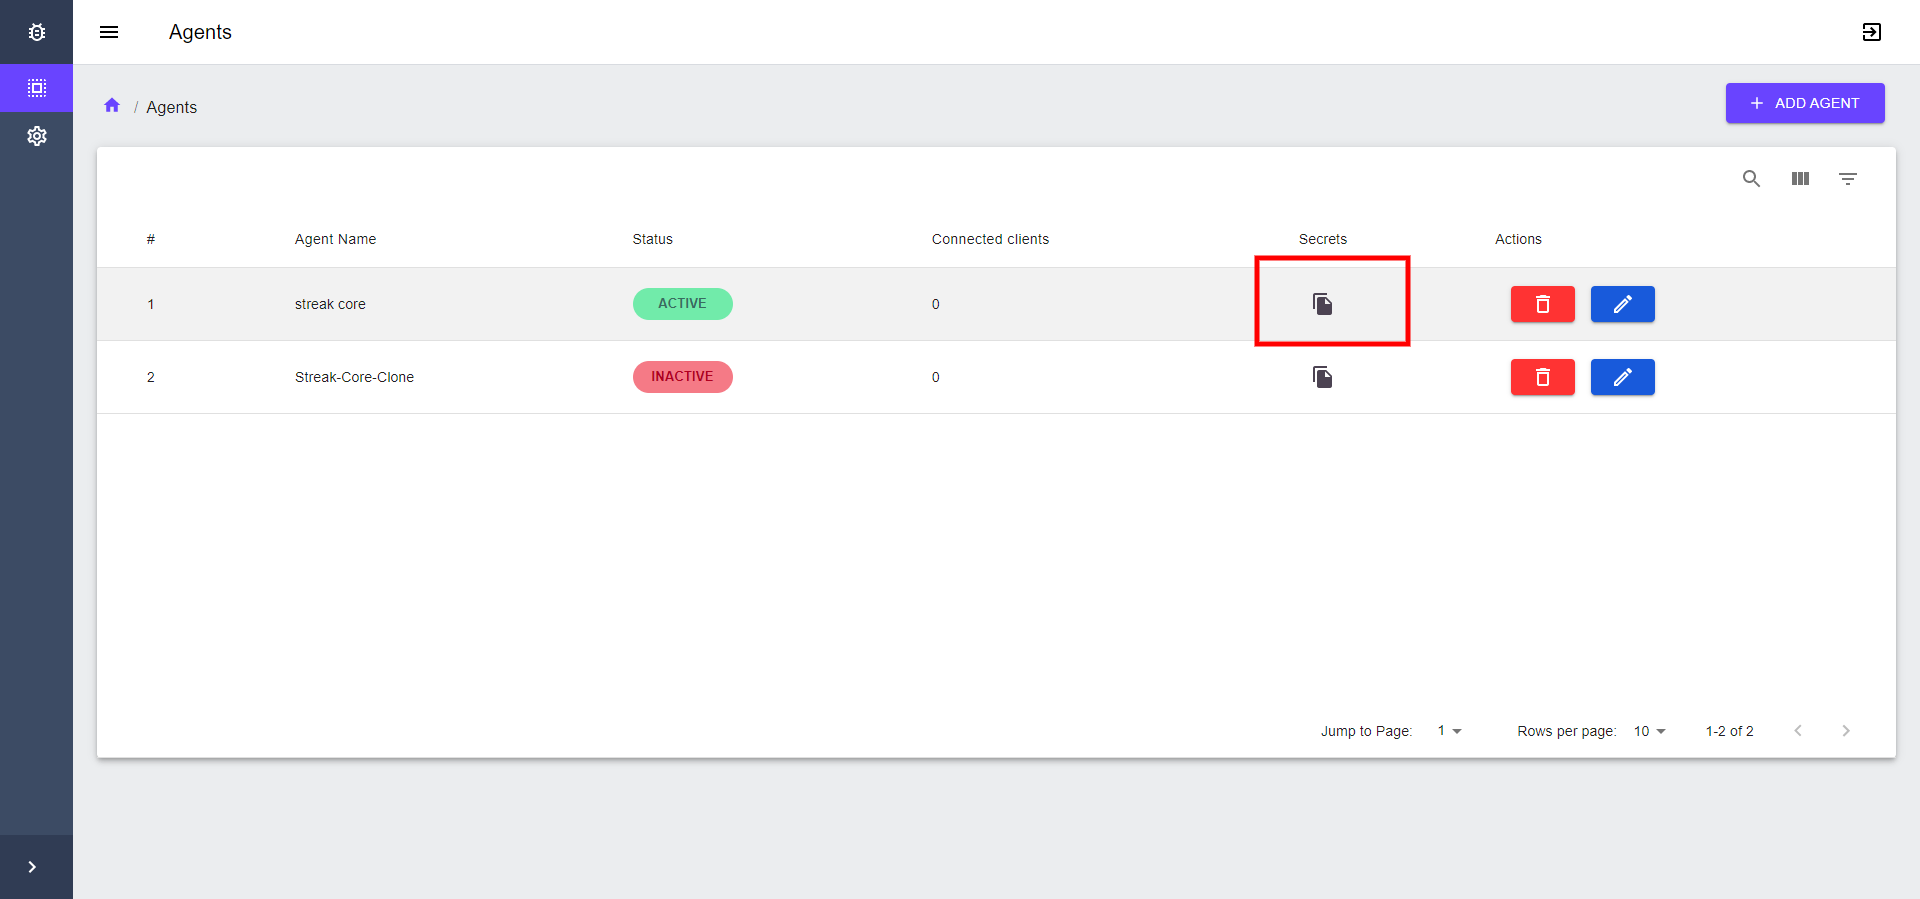 Agents
/ Agents
+ ADD AGENT
# Agent Name Status Connected clients Secrets Actions
1 streak core ACTIVE 0
2 Streak-Core-Clone INACTIVE 0
Jump to Page: 1 Rows per page: 10 1-2 of 2